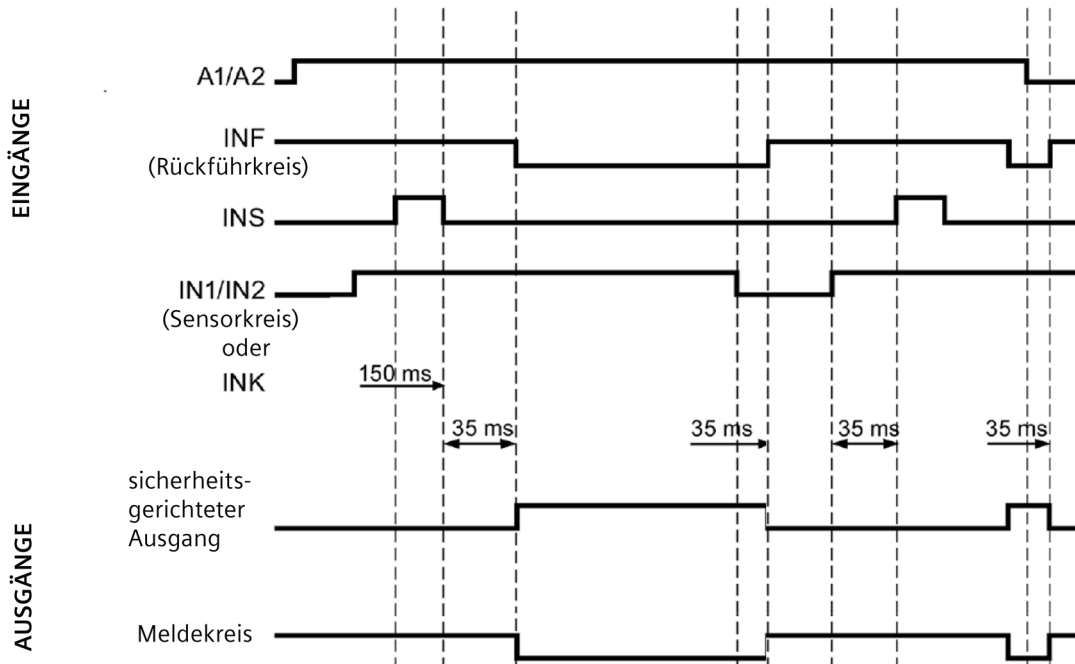 EINGÄNGE
A1/A2
INF
(Rückführkreis)
INS
IN1/IN2
(Sensorkreis)
oder
INK
150 ms
35 ms
35 ms
35 ms
35 ms
AUSGÄNGE
sicherheits-
gerichteter
Ausgang
Meldekreis